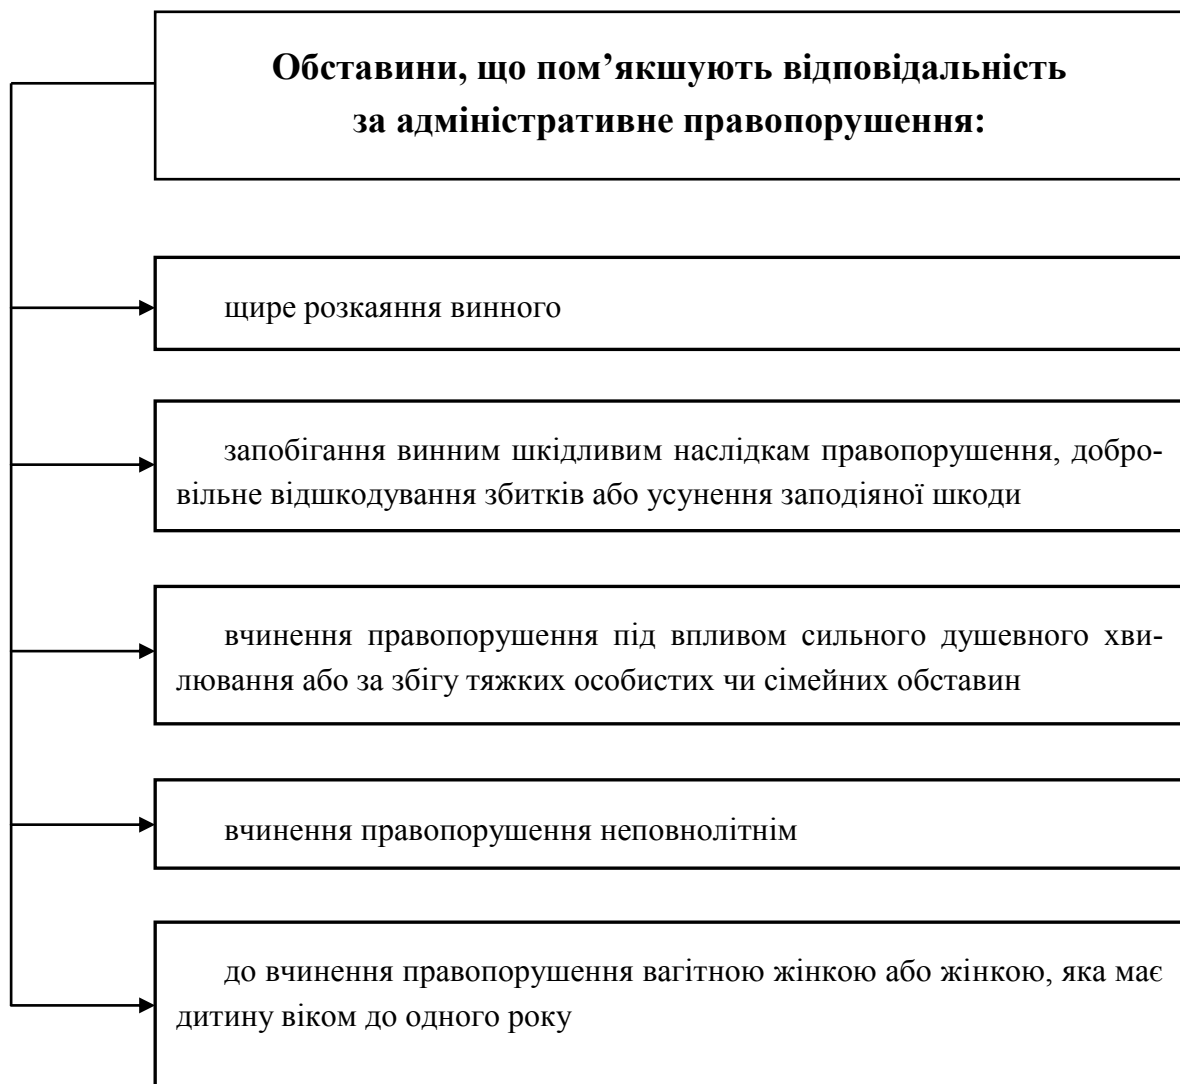 Обставини, що пом’якшують відповідальність
за адміністративне правопорушення:
щире розкаяння винного
запобігання винним шкідливим наслідкам правопорушення, добро-
вільне відшкодування збитків або усунення заподіяної шкоди
вчинення правопорушення під впливом сильного душевного хви-
лювання або за збігу тяжких особистих чи сімейних обставин
вчинення правопорушення неповнолітнім
до вчинення правопорушення вагітною жінкою або жінкою, яка має
дитину віком до одного року